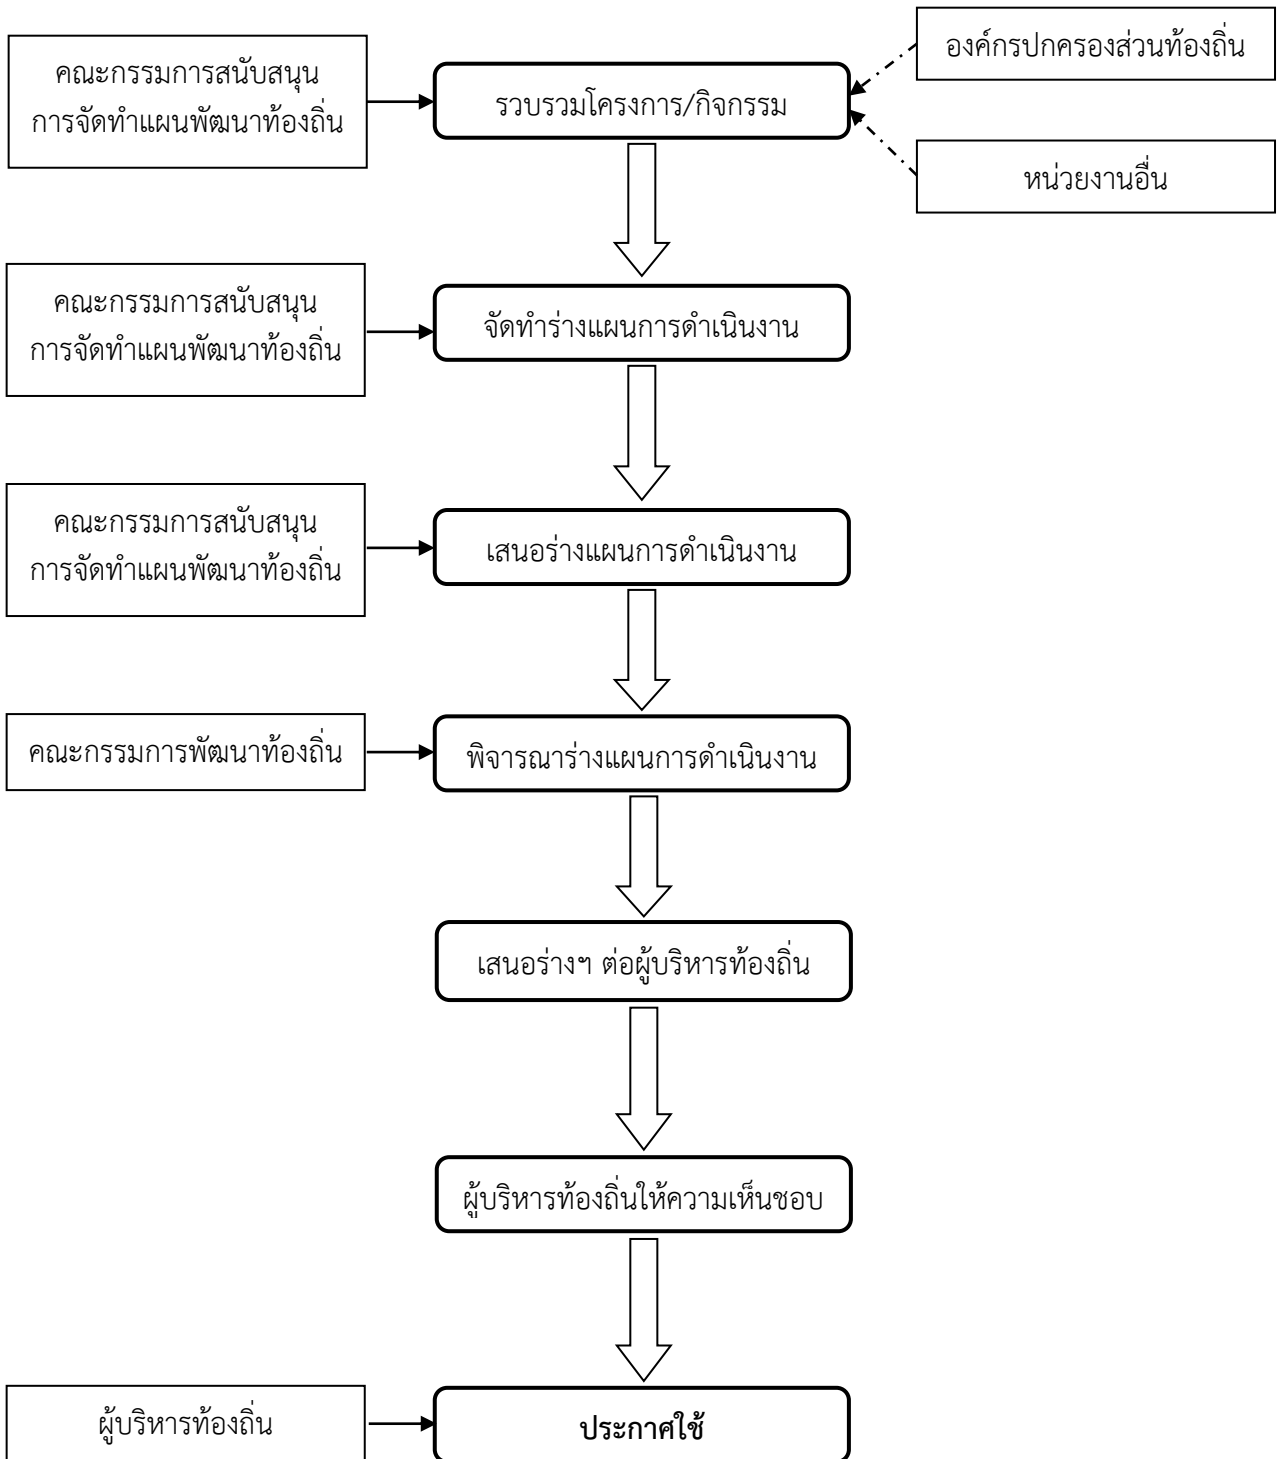 องค์กรปกครองส่วนท้องถิ่น
คณะกรรมการสนับสนุน
การจัดทำแผนพัฒนาท้องถิ่น
รวบรวมโครงการ/กิจกรรม
หน่วยงานอื่น
คณะกรรมการสนับสนุน
การจัดทำแผนพัฒนาท้องถิ่น
จัดทำร่างแผนการดำเนินงาน
คณะกรรมการสนับสนุน
การจัดทำแผนพัฒนาท้องถิ่น
เสนอร่างแผนการดำเนินงาน
คณะกรรมการพัฒนาท้องถิ่น
พิจารณาร่างแผนการดำเนินงาน
เสนอร่างฯ ต่อผู้บริหารท้องถิ่น
ผู้บริหารท้องถิ่นให้ความเห็นชอบ
ผู้บริหารท้องถิ่น
ประกาศใช้